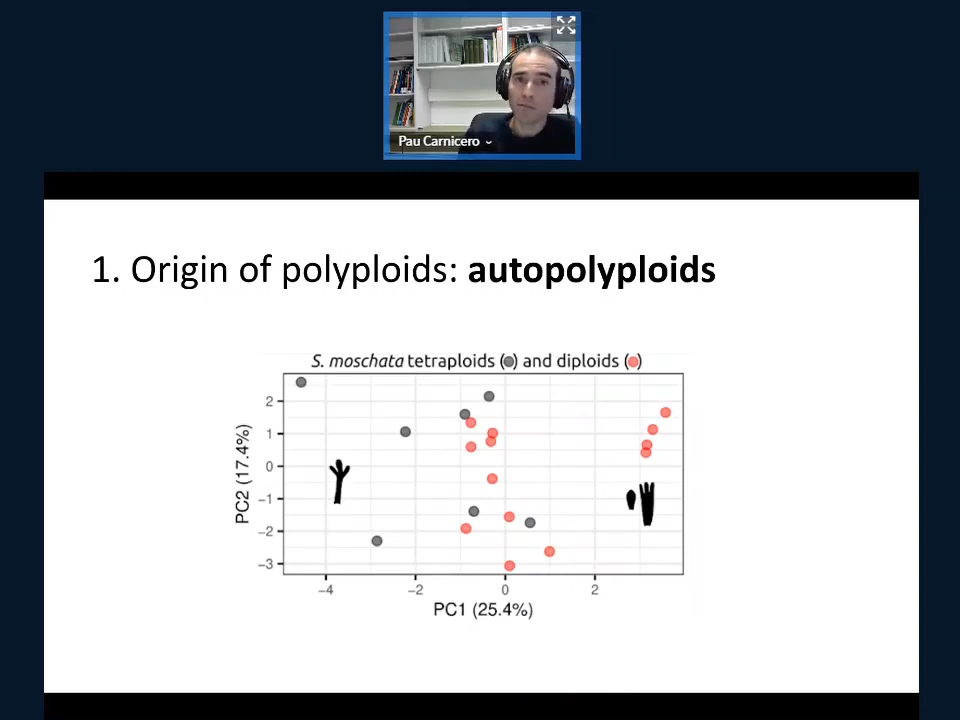 Pau Carnicero
1. Origin of polyploids: autopolyploids
S. moschata tetraploids (●) and diploids (●)
2
1
0
−1
−2
−3
PC2 (17.4%)
−4
−2
0
2
PC1 (25.4%)